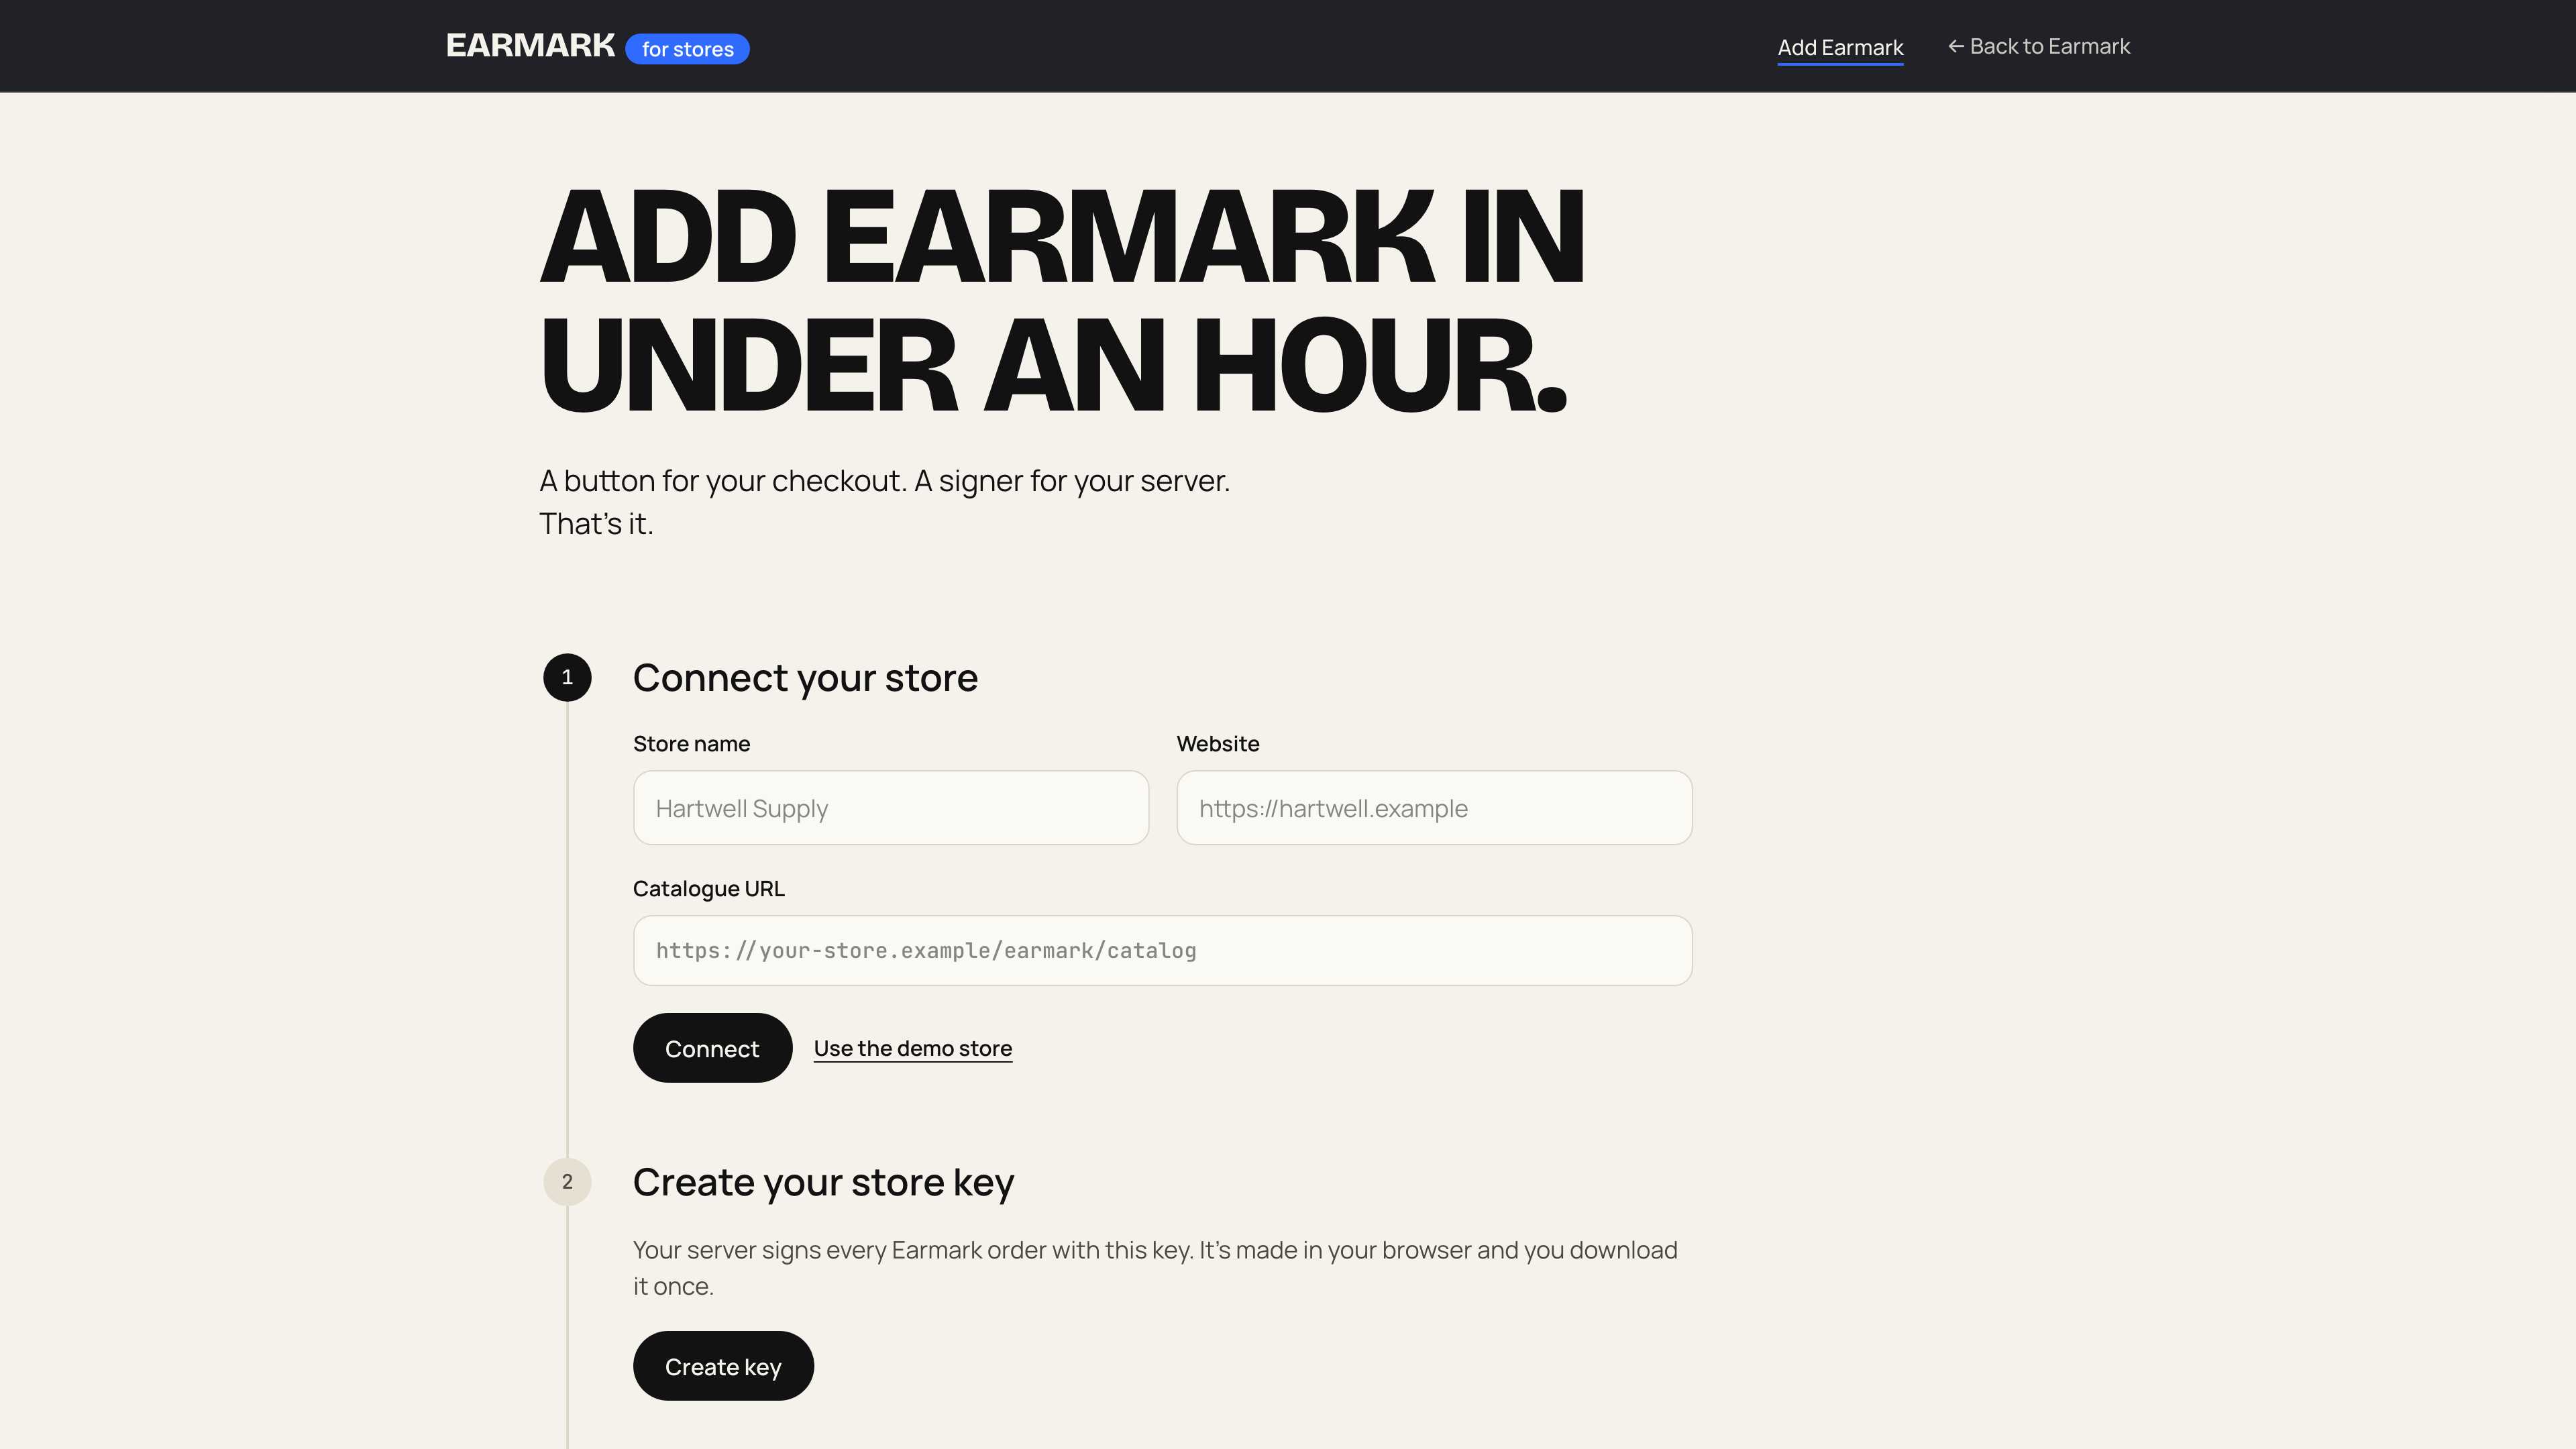 EARMARK for stores
Add Earmark
← Back to Earmark
ADD EARMARK IN
UNDER AN HOUR.
A button for your checkout. A signer for your server.
That’s it.
1
Connect your store
Store name
Website
Hartwell Supply
https://hartwell.example
Catalogue URL
https://your-store.example/earmark/catalog
Connect
Use the demo store
2
Create your store key
Your server signs every Earmark order with this key. It’s made in your browser and you download
it once.
Create key